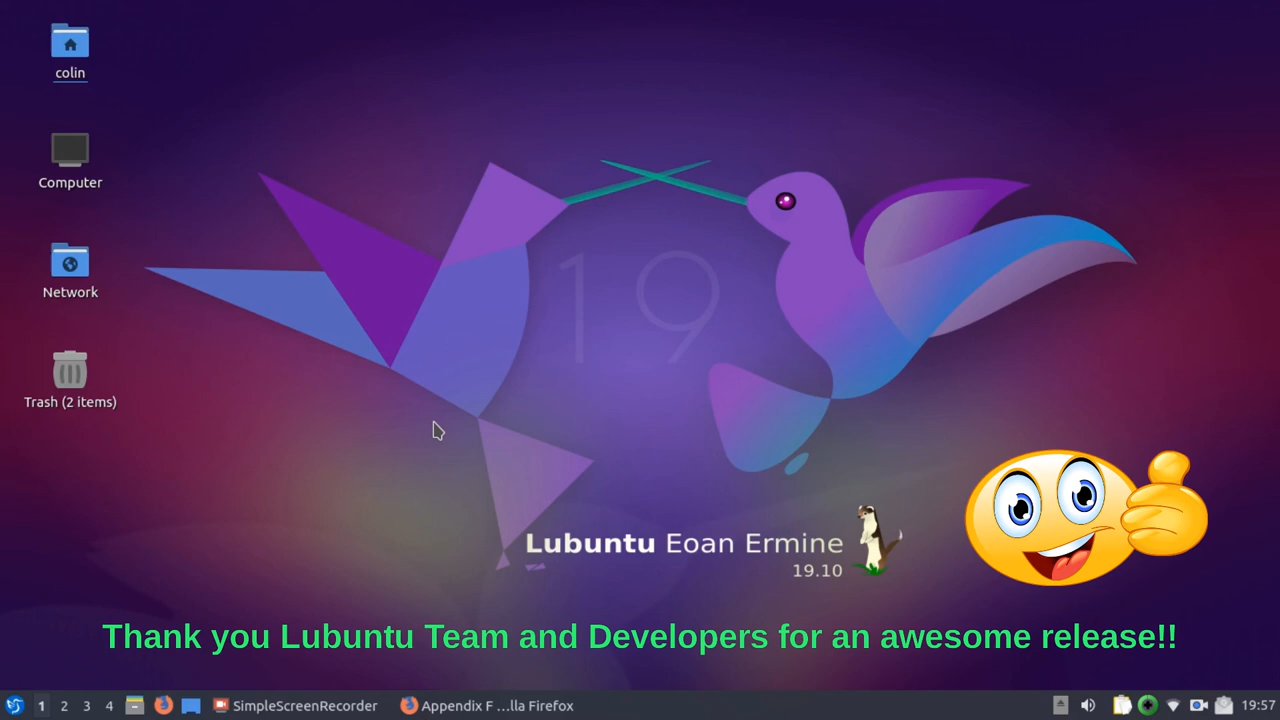 colin
Computer
Network
Trash (2 items)
19
Lubuntu Eoan Ermine
19.10
Thank you Lubuntu Team and Developers for an awesome release!!
1 2 3 4 SimpleScreenRecorder Appendix F ...lla Firefox 19:57